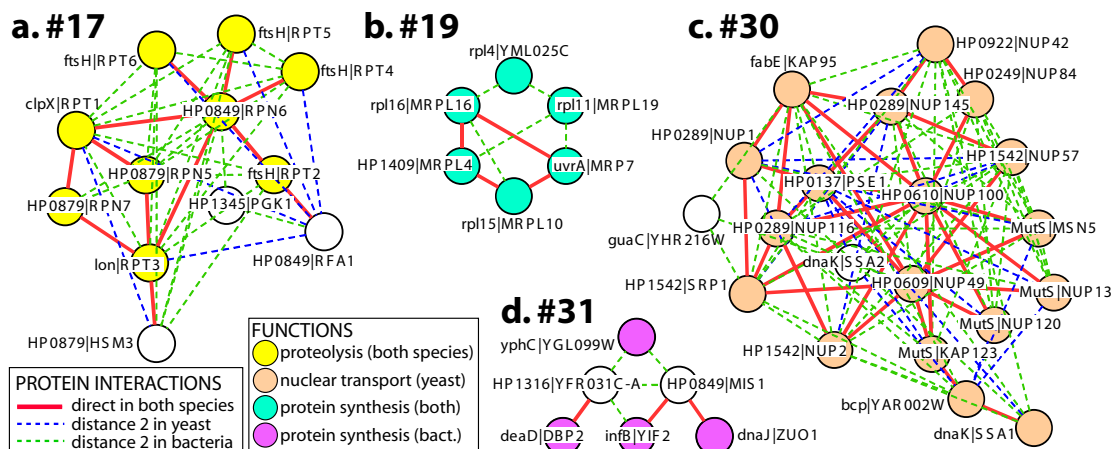 a. #17
ftsH|RPT5
ftsH|RPT6
ftsH|RPT4
clpX|RPT1
HP0849|RPN6
HP0879|RPN5
ftsH|RPT2
HP0879|RPN7
HP1345|PGK1
lon|RPT3
HP0849|RFA1
HP0879|HSM3
b. #19
rpl4|YML025C
rpl16|MRPL16
rpl11|MRPL19
HP1409|MRPL4
uvrA|MRP7
rpl15|MRPL10
c. #30
HP0922|NUP42
fabE|KAP95
HP0249|NUP84
HP0289|NUP145
HP0289|NUP1
HP1542|NUP57
HP0137|PSE1
HP0610|NUP100
HP0289|NUP116
MutS|MSN5
guaC|YHR216W
dnaK|SSA2
HP1542|SRP1
HP0609|NUP49
MutS|NUP13
MutS|NUP120
HP1542|NUP2
MutS|KAP123
bcp|YAR002W
dnaK|SSA1
d. #31
yphC|YGL099W
HP1316|YFR031C-A
HP0849|MIS1
deaD|DBP2
infB|YIF2
dnaJ|ZUO1
PROTEIN INTERACTIONS
direct in both species
distance 2 in yeast
distance 2 in bacteria
FUNCTIONS
proteolysis (both species)
nuclear transport (yeast)
protein synthesis (both)
protein synthesis (bact.)